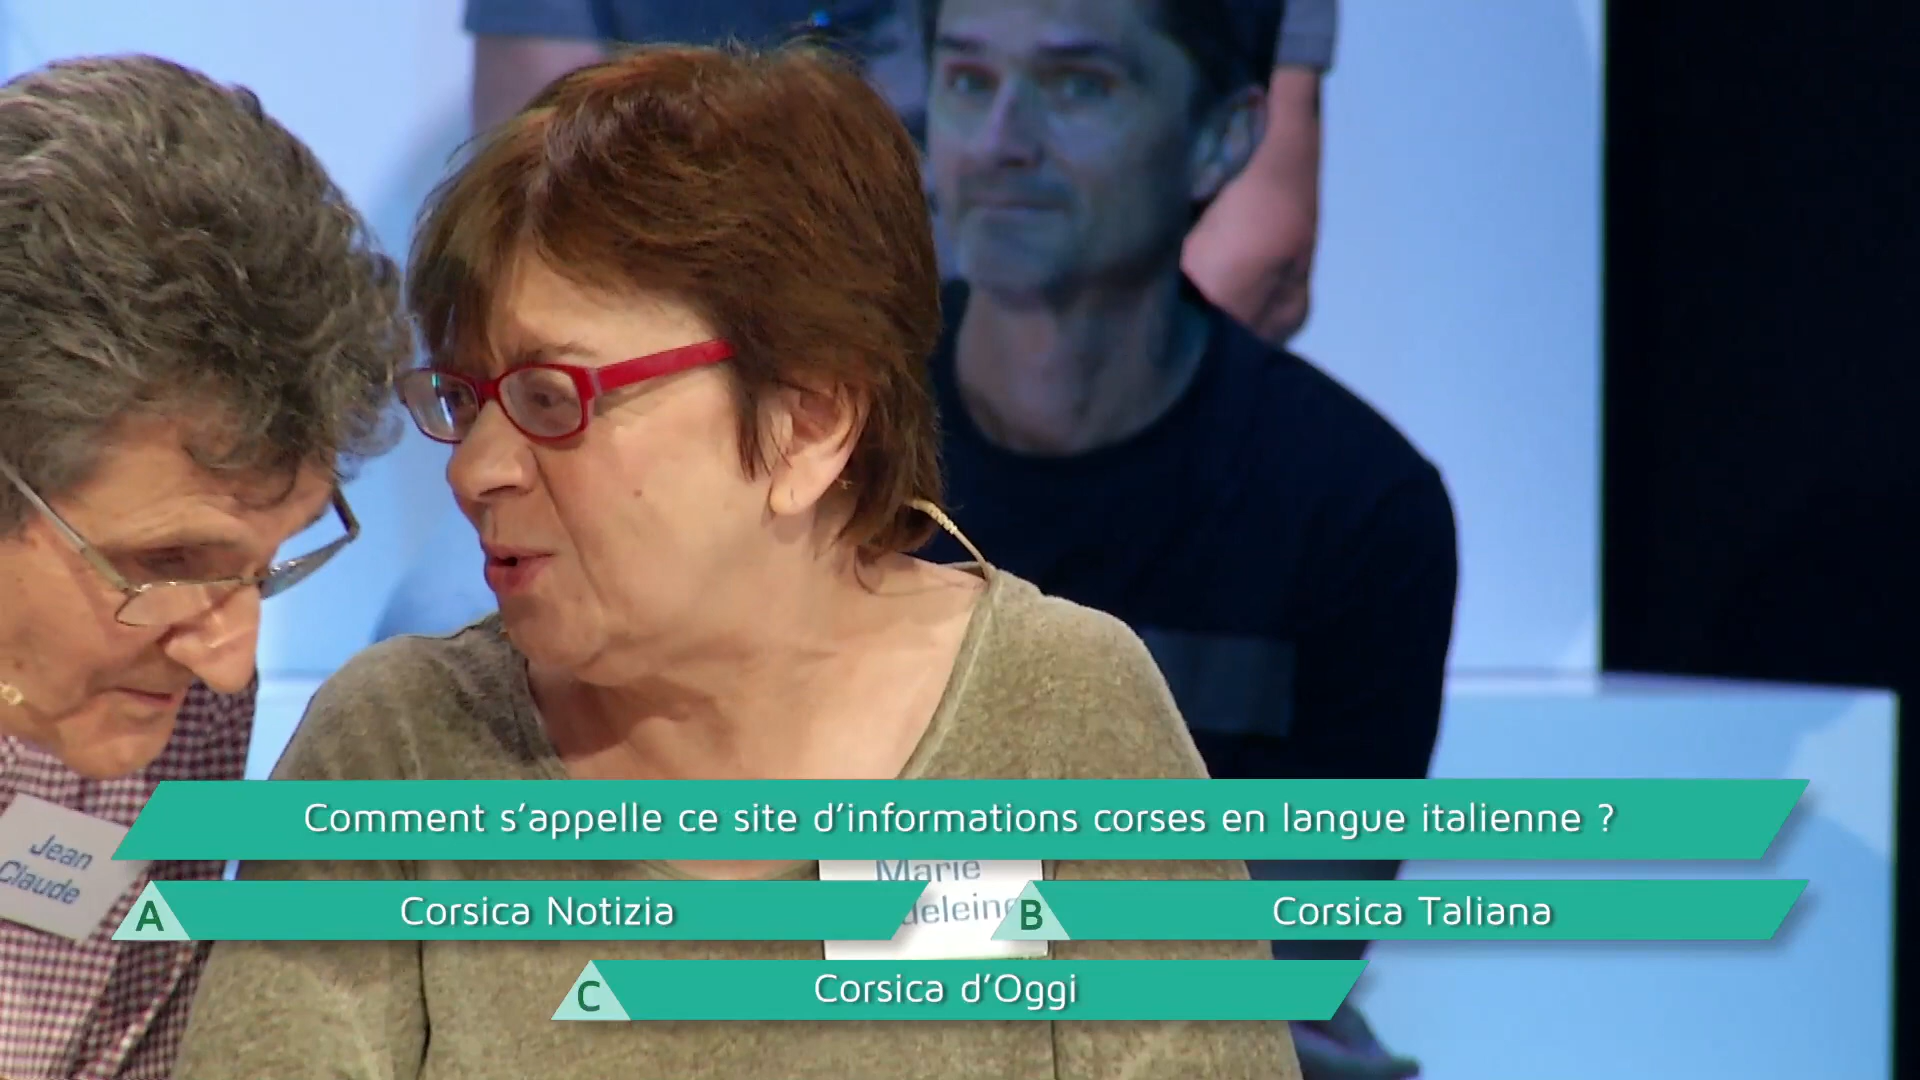 Comment s'appelle ce site d'informations corses en langue italienne ?
Jean
Claude
Marie
A
Corsica Notizia
B
Corsica Taliana
C
Corsica d'Oggi